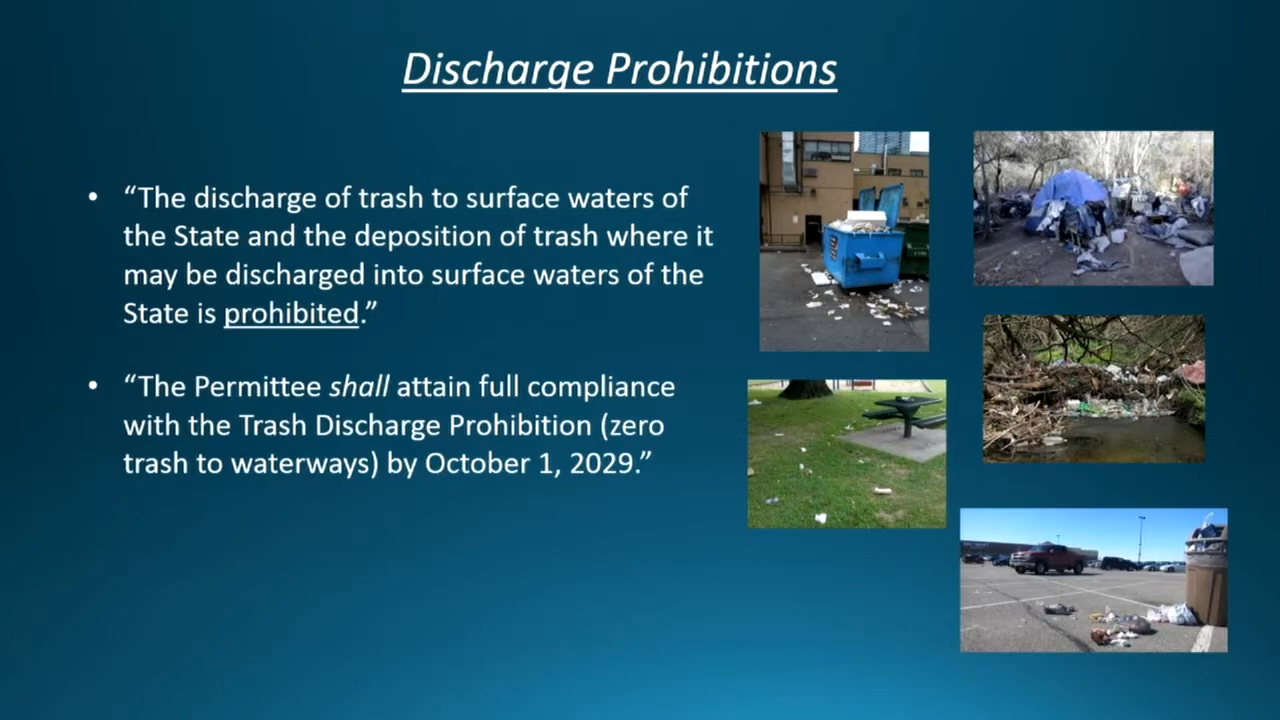 Discharge Prohibitions
• “The discharge of trash to surface waters of
the State and the deposition of trash where it
may be discharged into surface waters of the
State is prohibited.”
• “The Permittee shall attain full compliance
with the Trash Discharge Prohibition (zero
trash to waterways) by October 1, 2029.”